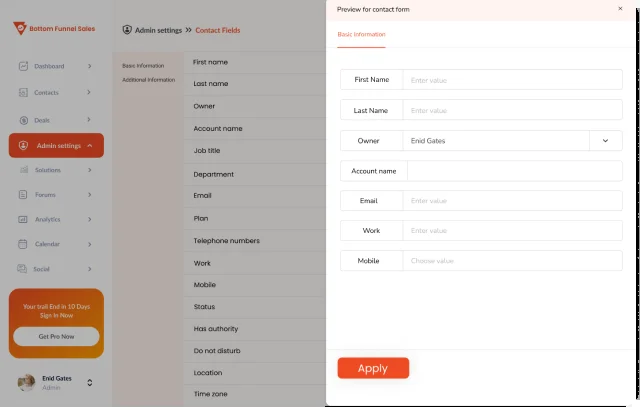 Bottom Funnel Sales
Dashboard
Contacts
Deals
Admin settings
Solutions
Forums
Analytics
Calendar
Social
Your trail End in 10 Days
Sign In Now
Get Pro Now
Enid Gates
Admin
Admin settings >> Contact Fields
Basic Information
Additional Information
First name
Last name
Owner
Account name
Job title
Department
Email
Plan
Telephone numbers
Work
Mobile
Status
Has authority
Do not disturb
Location
Time zone
Preview for contact form
Basic Information
First Name Enter value
Last Name Enter value
Owner Enid Gates
Account name
Email Enter value
Work Enter value
Mobile Choose value
Apply